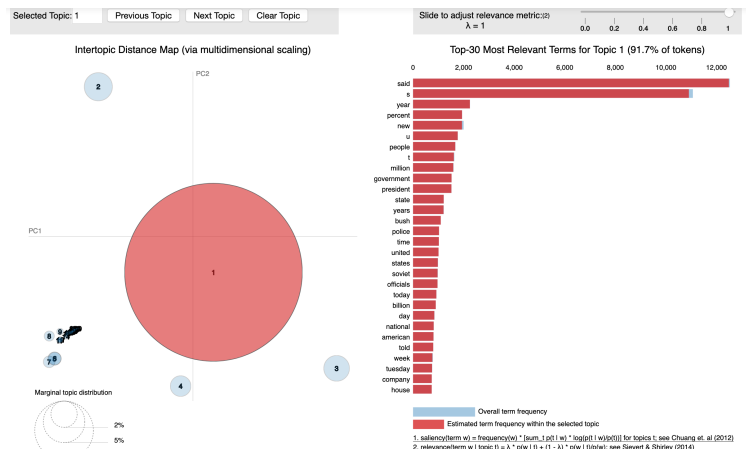 Selected Topic: 1
Previous Topic
Next Topic
Clear Topic
Slide to adjust relevance metric:(2)
λ = 1
0.0 0.2 0.4 0.6 0.8 1
Intertopic Distance Map (via multidimensional scaling)
PC2
PC1
2
1
3
4
8
9
7
Marginal topic distribution
2%
5%
Top-30 Most Relevant Terms for Topic 1 (91.7% of tokens)
0 2,000 4,000 6,000 8,000 10,000 12,000
said
s
year
percent
new
u
people
t
million
government
president
state
years
bush
police
time
united
states
soviet
officials
today
billion
day
national
american
told
week
tuesday
company
house
Overall term frequency
Estimated term frequency within the selected topic
1. saliency(term w) = frequency(w) * [sum_t p(t | w) * log(p(t | w)/p(t))] for topics t; see Chuang et. al (2012)
2. relevance(term w | topic t) = λ * p(w | t) + (1 - λ) * p(w | t)/p(w); see Sievert & Shirley (2014)